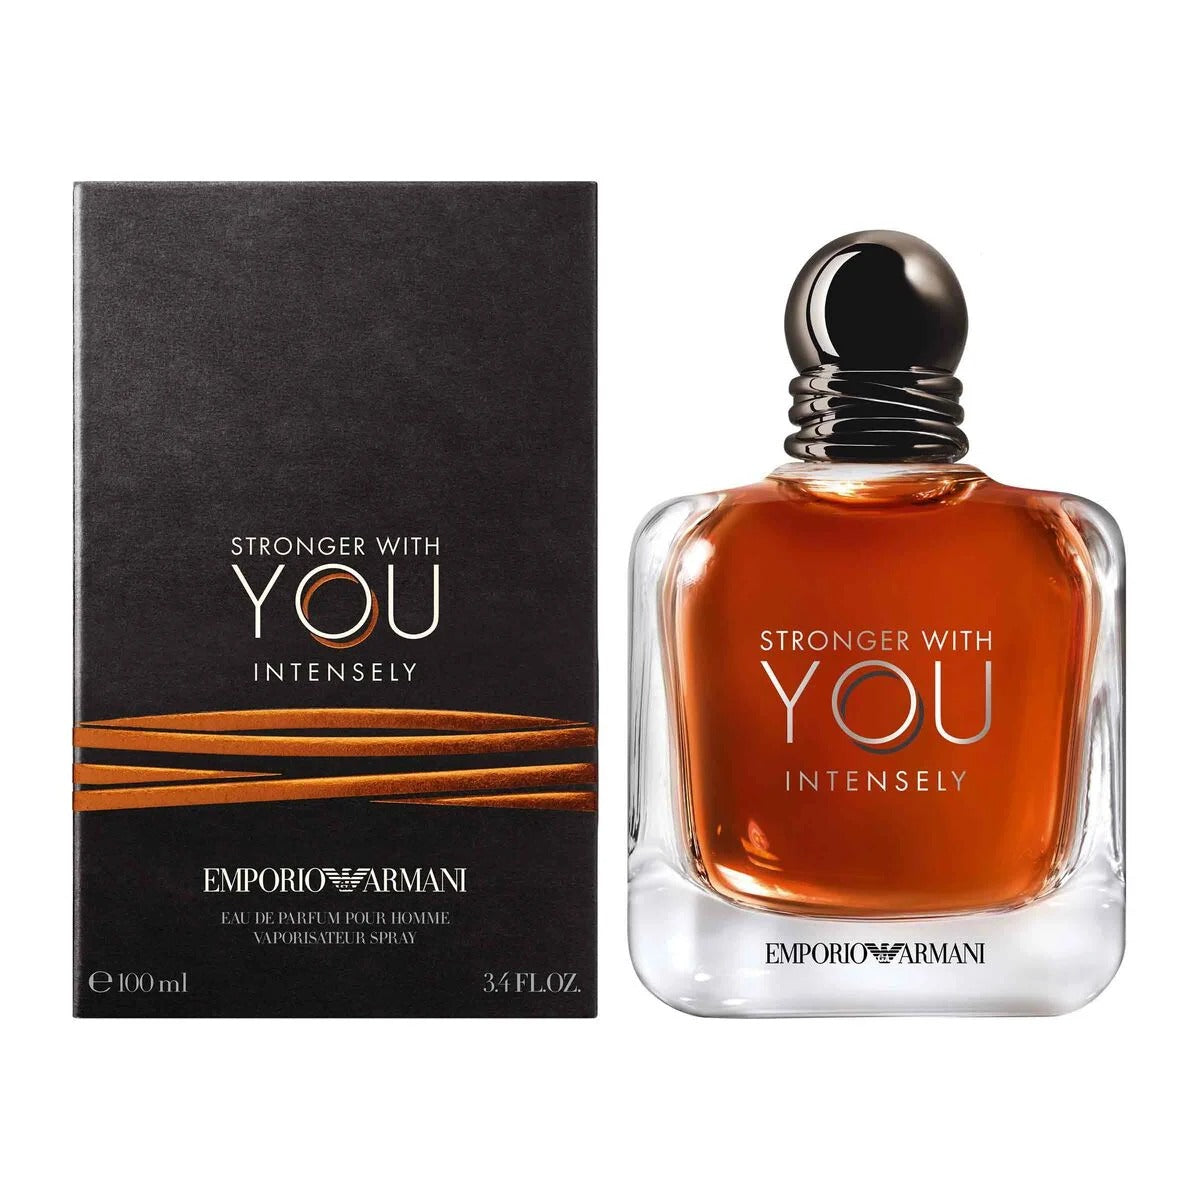 STRONGER WITH
YOU
INTENSELY
EMPORIO ARMANI
EAU DE PARFUM POUR HOMME
VAPORISATEUR SPRAY
℮ 100 ml 3.4 FL.OZ.
STRONGER WITH
YOU
INTENSELY
EMPORIO ARMANI